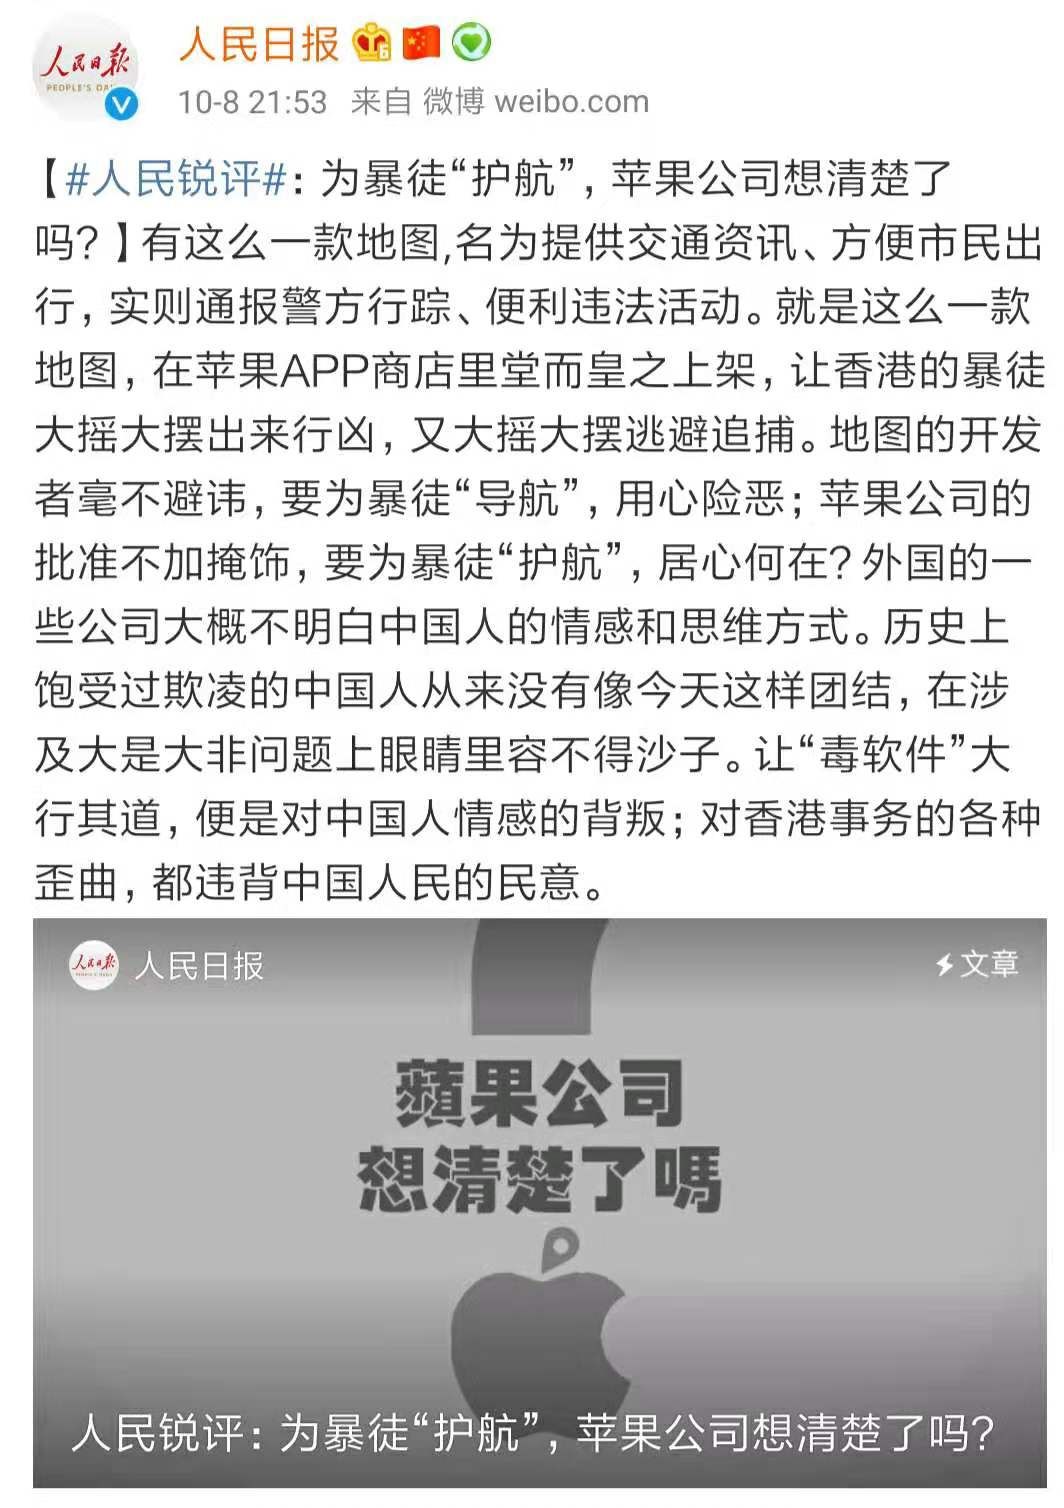 人民日报
PEOPLE'S DA
人民日报
10-8 21:53 来自 微博 weibo.com
【#人民锐评#：为暴徒“护航”，苹果公司想清楚了
吗？】有这么一款地图,名为提供交通资讯、方便市民出
行，实则通报警方行踪、便利违法活动。就是这么一款
地图，在苹果APP商店里堂而皇之上架，让香港的暴徒
大摇大摆出来行凶，又大摇大摆逃避追捕。地图的开发
者毫不避讳，要为暴徒“导航”，用心险恶；苹果公司的
批准不加掩饰，要为暴徒“护航”，居心何在？外国的一
些公司大概不明白中国人的情感和思维方式。历史上
饱受过欺凌的中国人从来没有像今天这样团结，在涉
及大是大非问题上眼睛里容不得沙子。让“毒软件”大
行其道，便是对中国人情感的背叛；对香港事务的各种
歪曲，都违背中国人民的民意。
人民日报
人民日报
文章
蘋果公司
想清楚了嗎
人民锐评：为暴徒“护航”，苹果公司想清楚了吗？